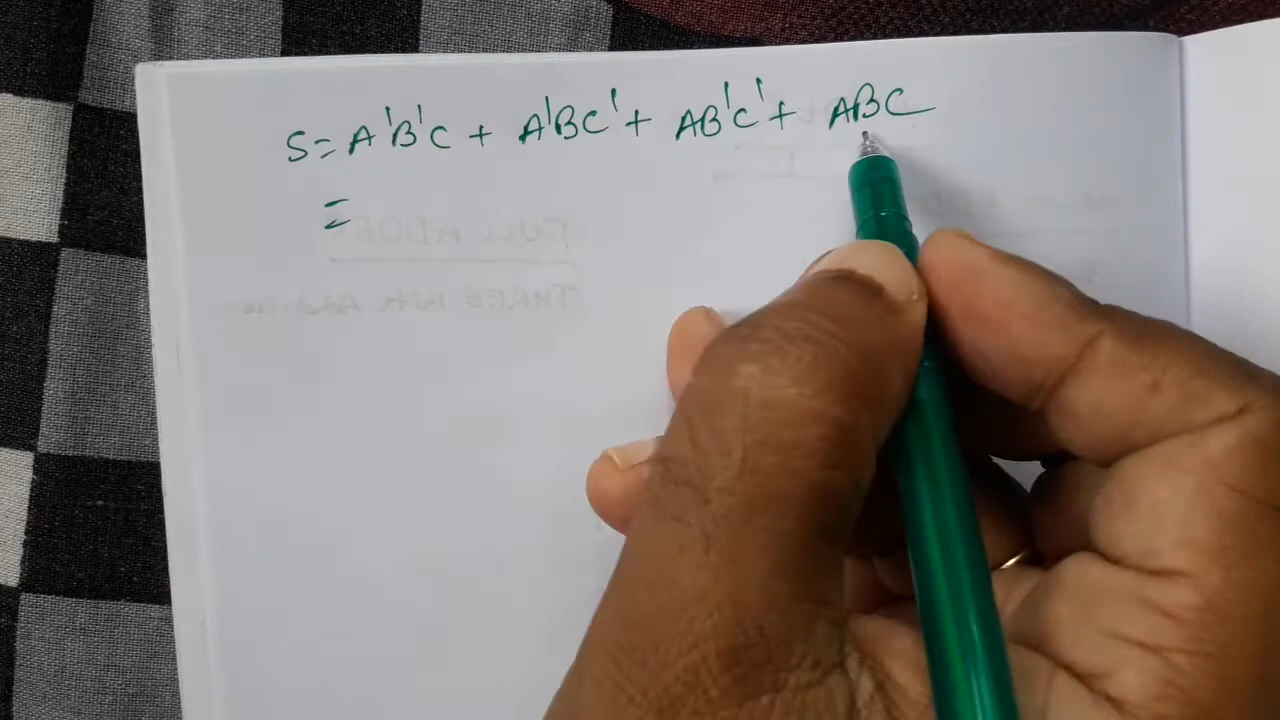 S = A'B'C + A'BC' + AB'C' + ABC
=